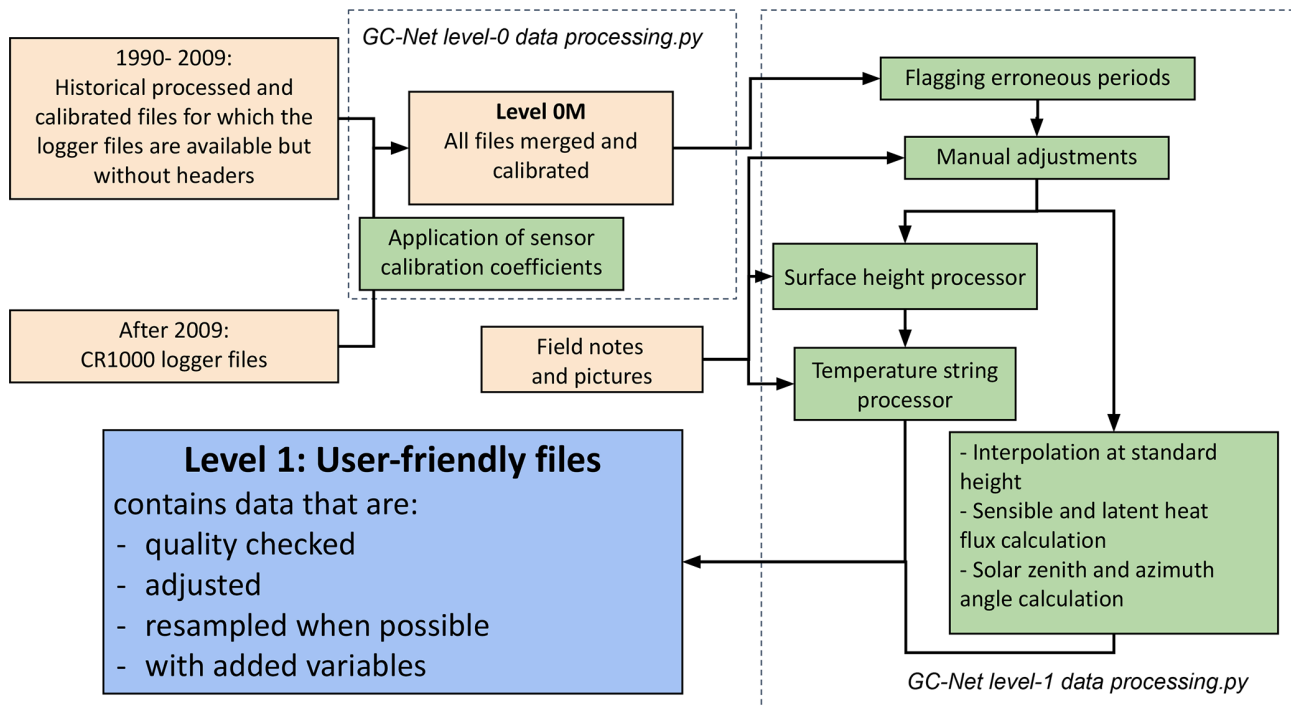 GC-Net level-0 data processing.py
1990- 2009:
Historical processed and
calibrated files for which the
logger files are available but
without headers
Level 0M
All files merged and
calibrated
Application of sensor
calibration coefficients
After 2009:
CR1000 logger files
Field notes
and pictures
Flagging erroneous periods
Manual adjustments
Surface height processor
Temperature string
processor
- Interpolation at standard
height
- Sensible and latent heat
flux calculation
- Solar zenith and azimuth
angle calculation
GC-Net level-1 data processing.py
Level 1: User-friendly files
contains data that are:
- quality checked
- adjusted
- resampled when possible
- with added variables